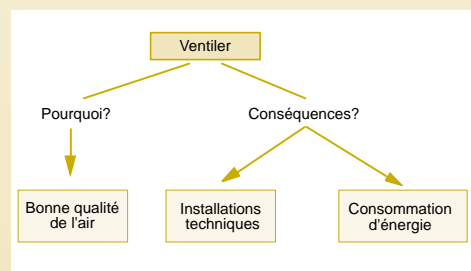 Ventiler
Pourquoi?
Conséquences?
Bonne qualité
de l'air
Installations
techniques
Consommation
d'énergie